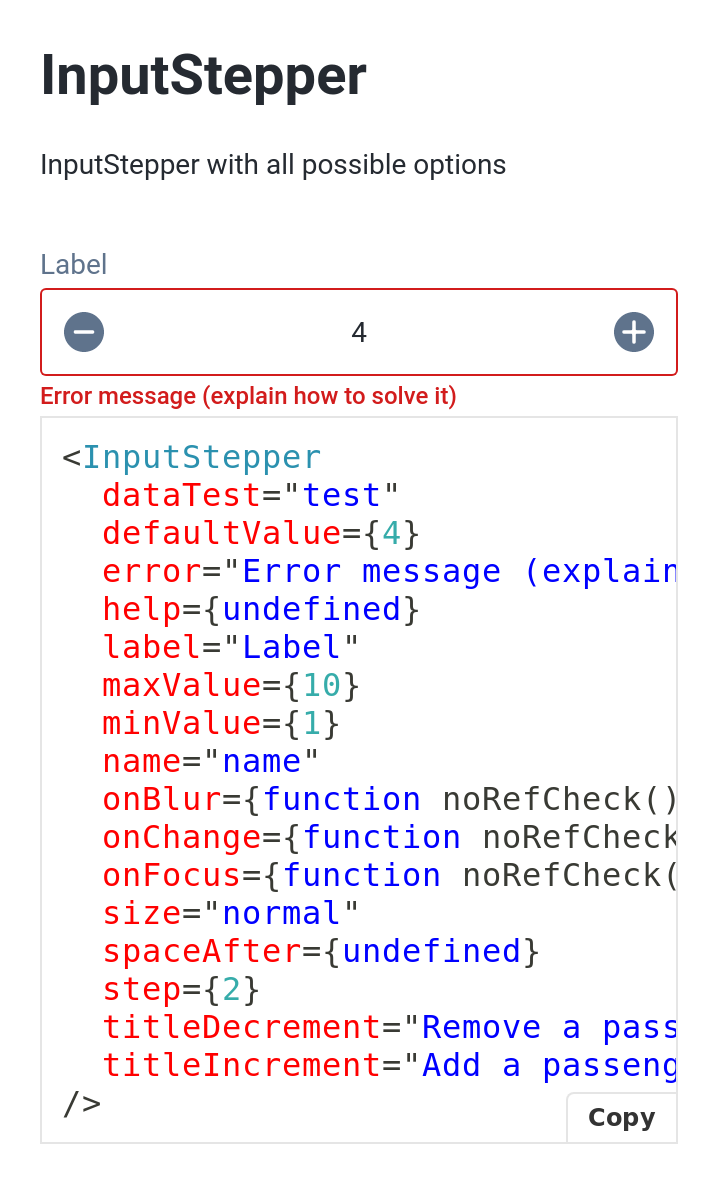 InputStepper
InputStepper with all possible options
Label
4
Error message (explain how to solve it)
<InputStepper
  dataTest="test"
  defaultValue={4}
  error="Error message (explain
  help={undefined}
  label="Label"
  maxValue={10}
  minValue={1}
  name="name"
  onBlur={function noRefCheck()
  onChange={function noRefCheck
  onFocus={function noRefCheck(
  size="normal"
  spaceAfter={undefined}
  step={2}
  titleDecrement="Remove a pass
  titleIncrement="Add a passeng
/>
Copy